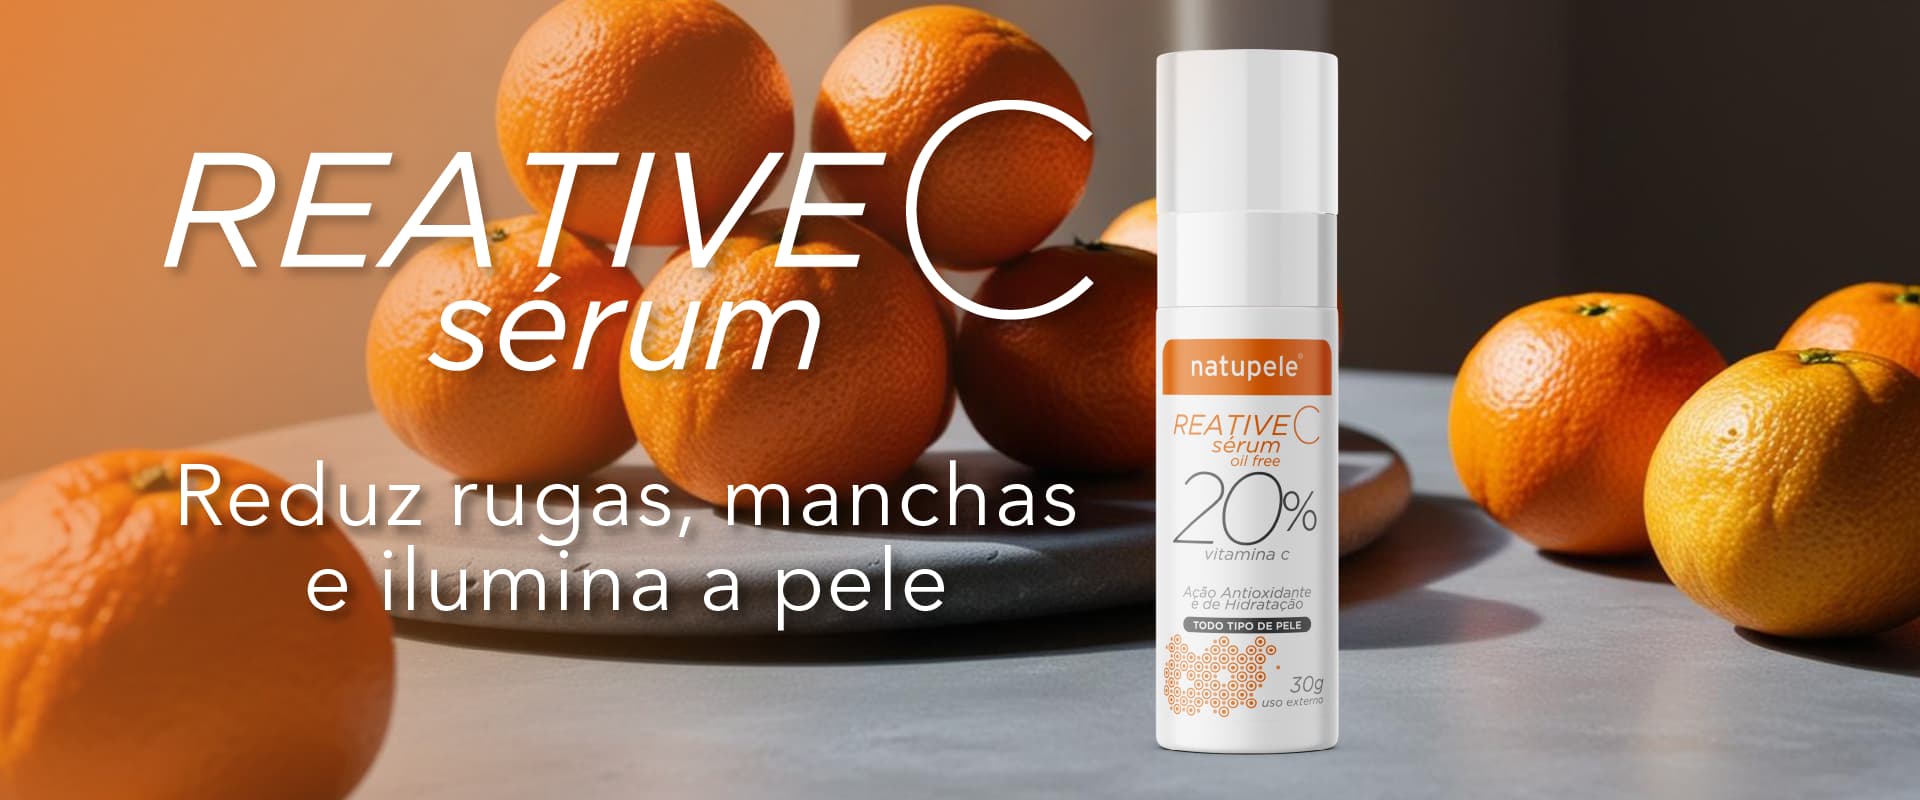 REATIVE C
sérum
Reduz rugas, manchas
e ilumina a pele
natupele®
REATIVE C
sérum
oil free
20%
vitamina c
Ação Antioxidante
e de Hidratação
TODO TIPO DE PELE
30g
uso externo